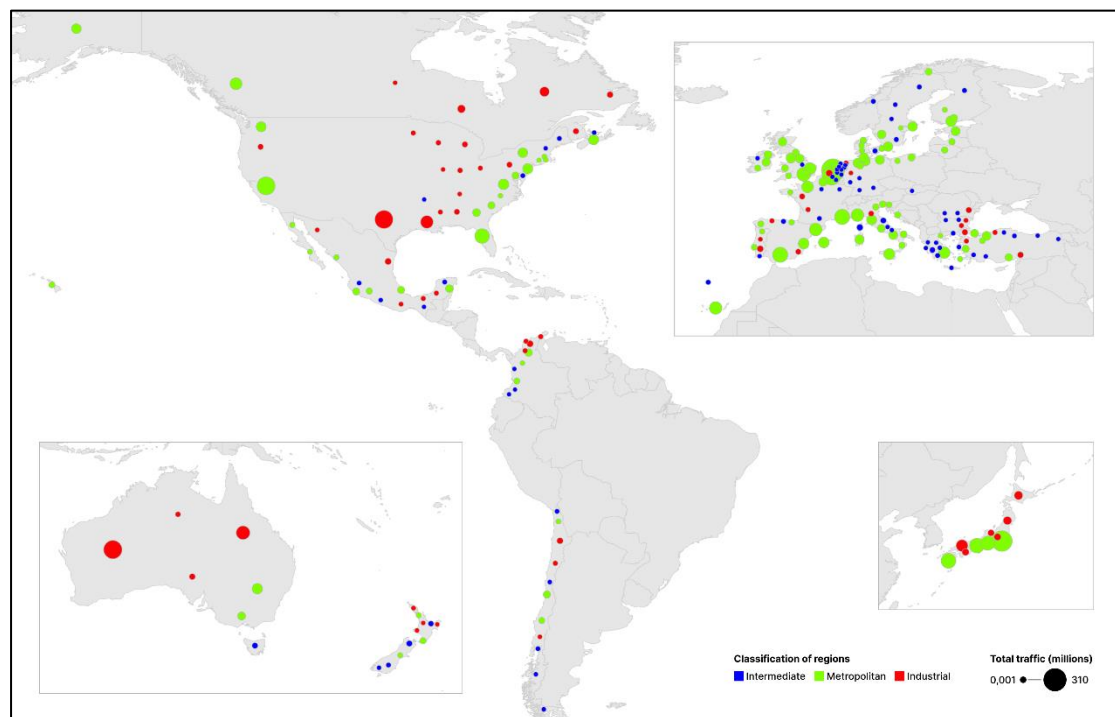 Classification of regions
Intermediate Metropolitan Industrial
Total traffic (millions)
0,001 310